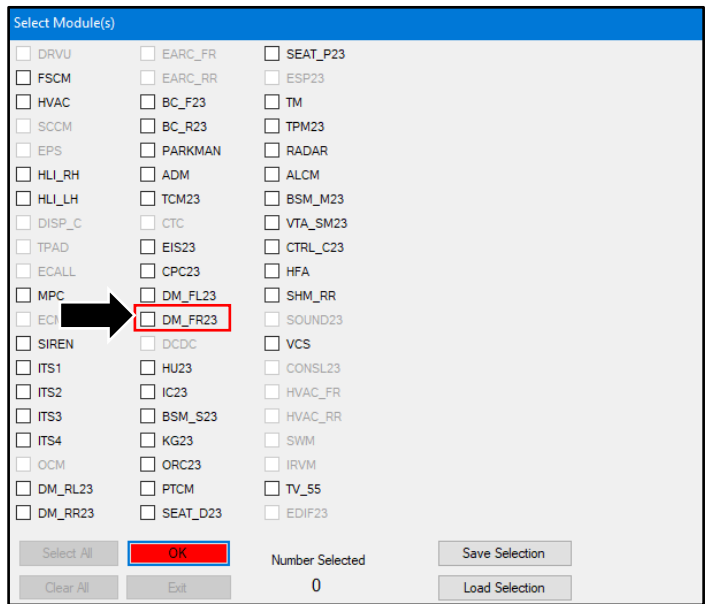 Select Module(s)
DRVU EARC_FR SEAT_P23
FSCM EARC_RR ESP23
HVAC BC_F23 TM
SCCM BC_R23 TPM23
EPS PARKMAN RADAR
HLI_RH ADM ALCM
HLI_LH TCM23 BSM_M23
DISP_C CTC VTA_SM23
TPAD EIS23 CTRL_C23
ECALL CPC23 HFA
MPC DM_FL23 SHM_RR
DM_FR23 SOUND23
SIREN DCDC VCS
ITS1 HU23 CONSL23
ITS2 IC23 HVAC_FR
ITS3 BSM_S23 HVAC_RR
ITS4 KG23 SWM
OCM ORC23 IRVM
DM_RL23 PTCM TV_55
DM_RR23 SEAT_D23 EDIF23
Select All OK Number Selected Save Selection
Clear All Exit 0 Load Selection